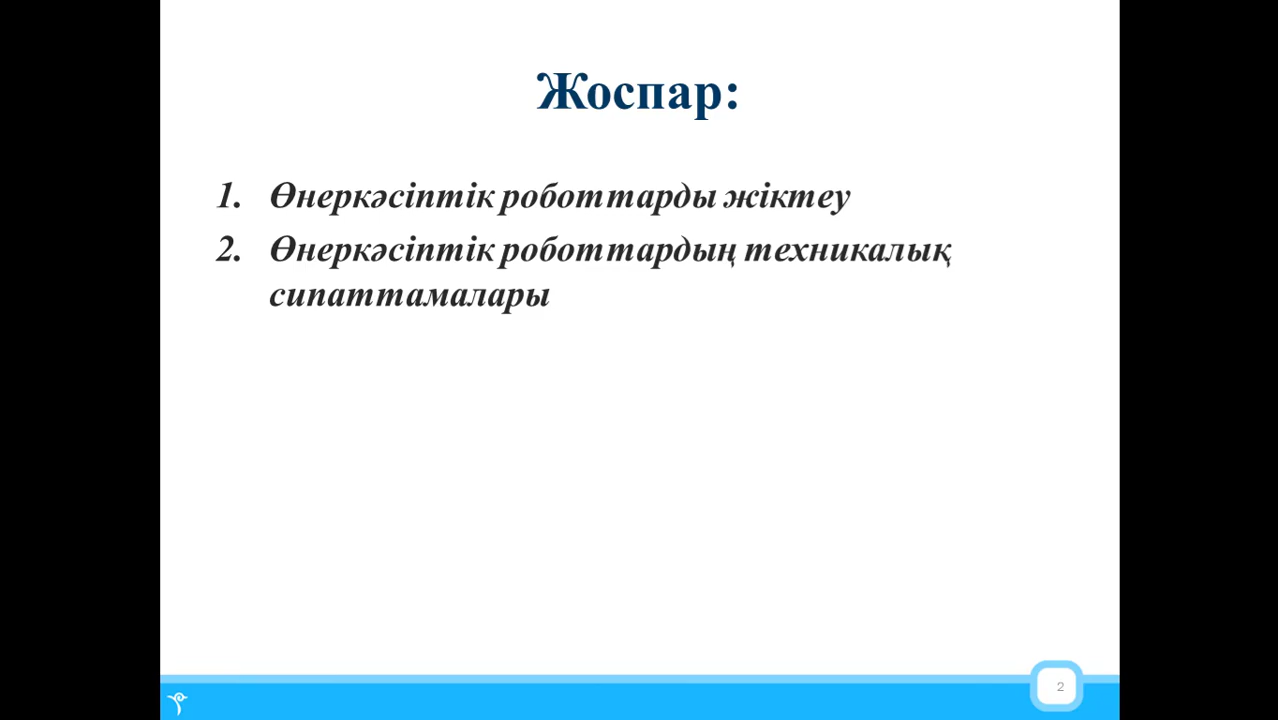 Жоспар:
1. Өнеркәсіптік роботтарды жіктеу
2. Өнеркәсіптік роботтардың техникалық
сипаттамалары
2